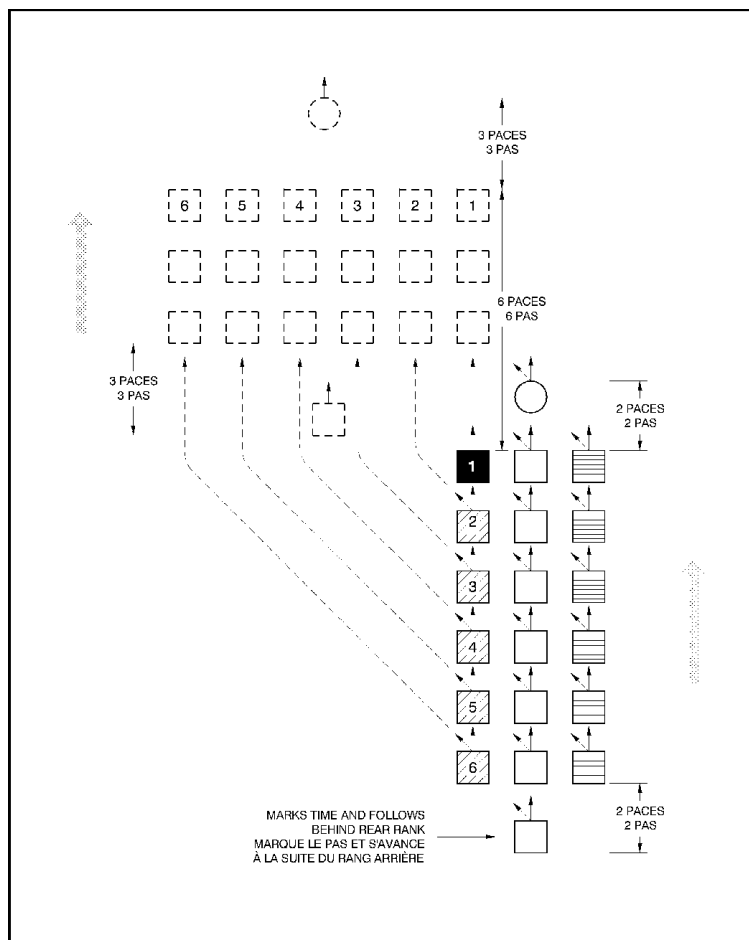 3 PACES
3 PAS
6 5 4 3 2 1
6 PACES
6 PAS
3 PACES
3 PAS
2 PACES
2 PAS
1
2
3
4
5
6
2 PACES
2 PAS
MARKS TIME AND FOLLOWS
BEHIND REAR RANK
MARQUE LE PAS ET S'AVANCE
À LA SUITE DU RANG ARRIÈRE